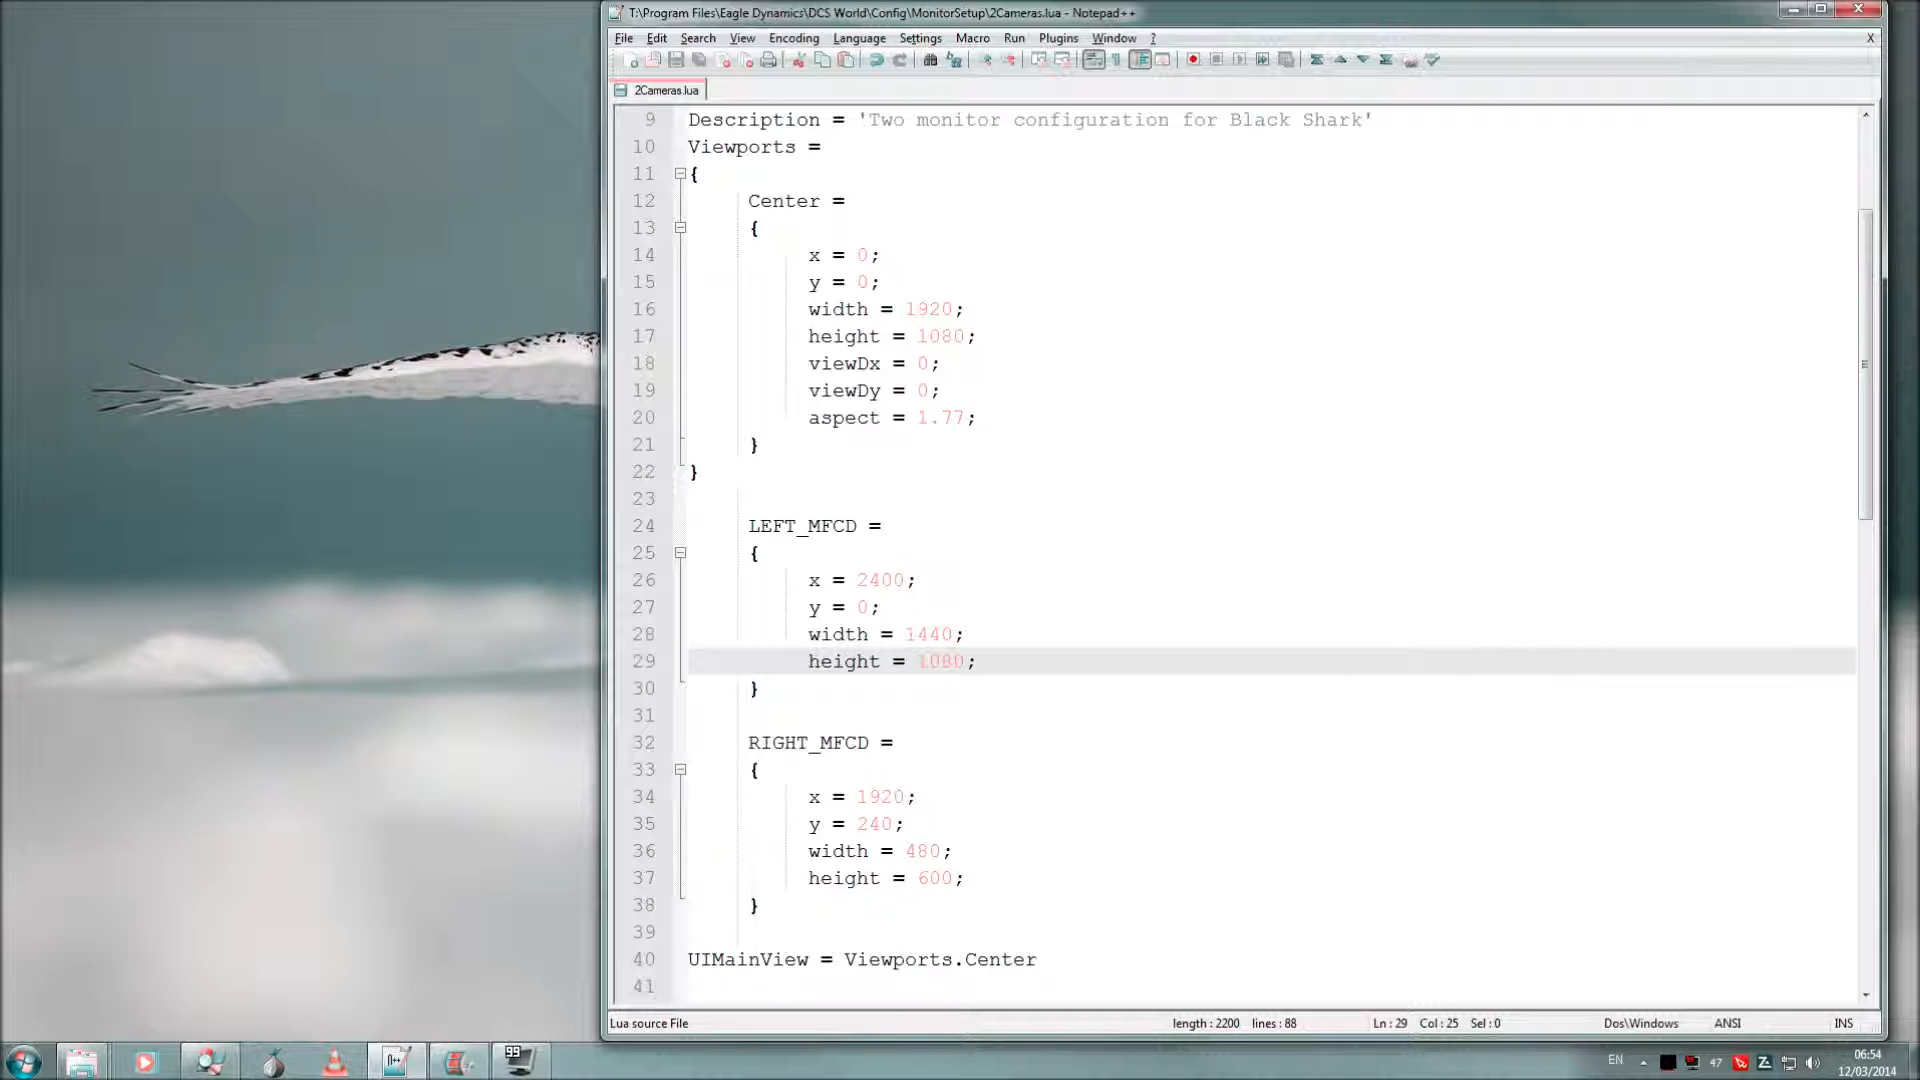 T:\Program Files\Eagle Dynamics\DCS World\Config\MonitorSetup\2Cameras.lua - Notepad++
File Edit Search View Encoding Language Settings Macro Run Plugins Window ? X
2Cameras.lua
9 Description = 'Two monitor configuration for Black Shark'
10 Viewports =
11 {
12 Center =
13 {
14 x = 0;
15 y = 0;
16 width = 1920;
17 height = 1080;
18 viewDx = 0;
19 viewDy = 0;
20 aspect = 1.77;
21 }
22 }
23
24 LEFT_MFCD =
25 {
26 x = 2400;
27 y = 0;
28 width = 1440;
29 height = 1080;
30 }
31
32 RIGHT_MFCD =
33 {
34 x = 1920;
35 y = 240;
36 width = 480;
37 height = 600;
38 }
39
40 UIMainView = Viewports.Center
41
Lua source File length : 2200 lines : 88 Ln : 29 Col : 25 Sel : 0 Dos\Windows ANSI INS
99
EN 47 06:54
12/03/2014